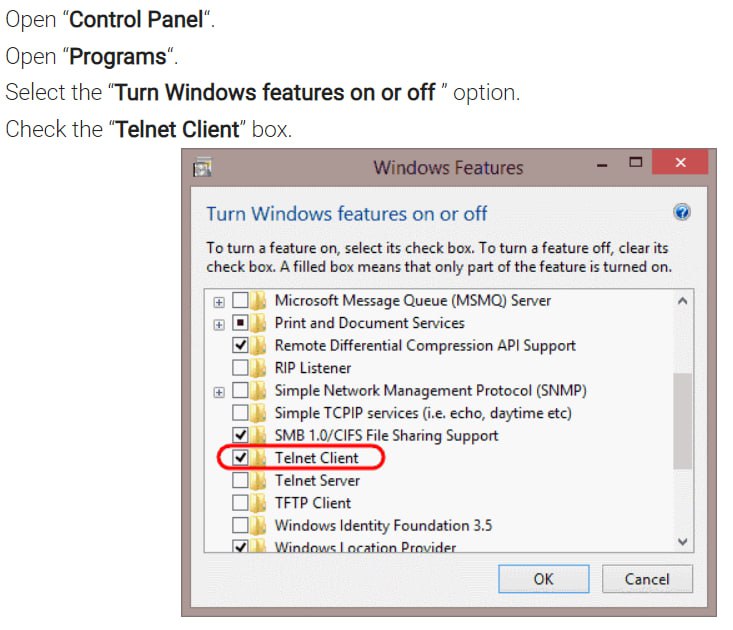 Open “Control Panel“.
Open “Programs“.
Select the “Turn Windows features on or off ” option.
Check the “Telnet Client” box.
Windows Features
Turn Windows features on or off
To turn a feature on, select its check box. To turn a feature off, clear its
check box. A filled box means that only part of the feature is turned on.
Microsoft Message Queue (MSMQ) Server
Print and Document Services
Remote Differential Compression API Support
RIP Listener
Simple Network Management Protocol (SNMP)
Simple TCPIP services (i.e. echo, daytime etc)
SMB 1.0/CIFS File Sharing Support
Telnet Client
Telnet Server
TFTP Client
Windows Identity Foundation 3.5
Windows Location Provider
OK Cancel